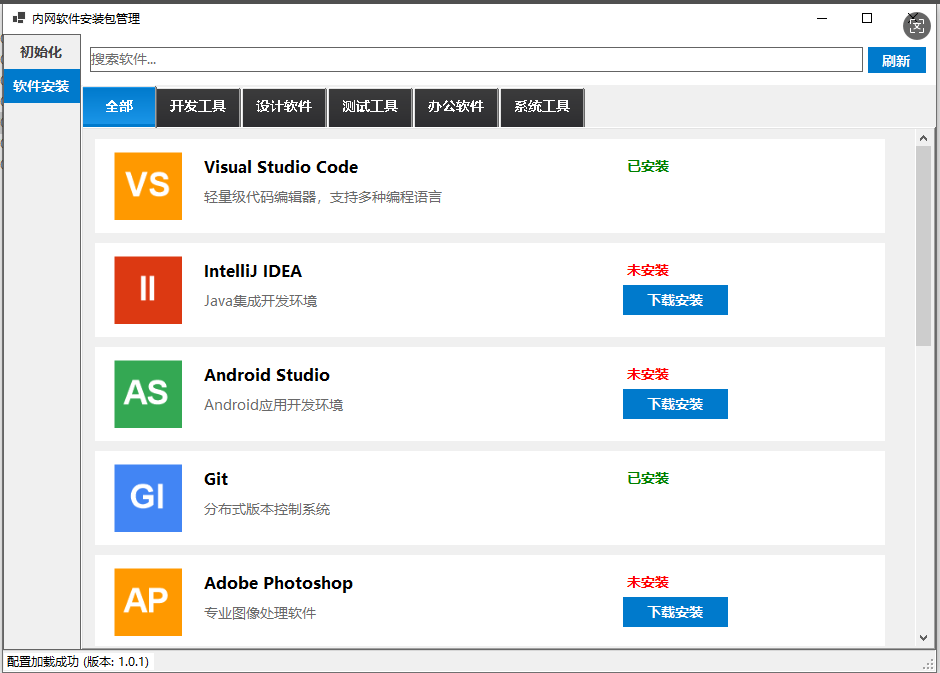 内网软件安装包管理
初始化
软件安装
搜索软件...
刷新
全部 开发工具 设计软件 测试工具 办公软件 系统工具
VS
Visual Studio Code
已安装
轻量级代码编辑器，支持多种编程语言
II
IntelliJ IDEA
未安装
Java集成开发环境
下载安装
AS
Android Studio
未安装
Android应用开发环境
下载安装
GI
Git
已安装
分布式版本控制系统
AP
Adobe Photoshop
未安装
专业图像处理软件
下载安装
配置加载成功 (版本: 1.0.1)